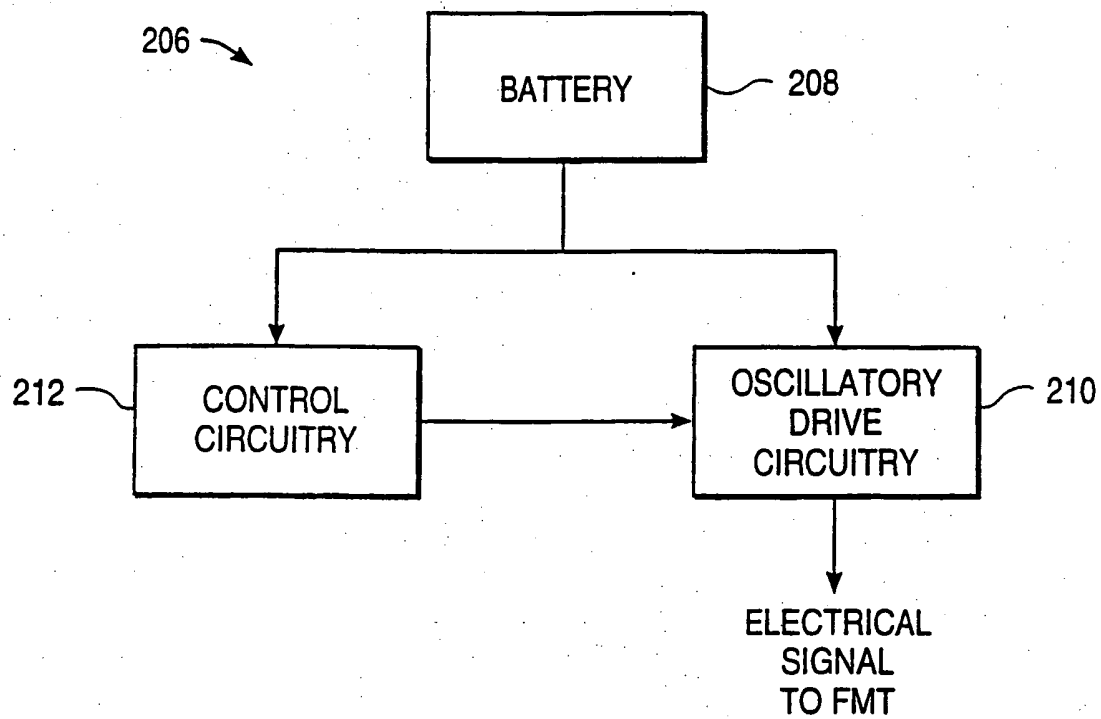 206
BATTERY
208
212
CONTROL
CIRCUITRY
OSCILLATORY
DRIVE
CIRCUITRY
210
ELECTRICAL
SIGNAL
TO FMT